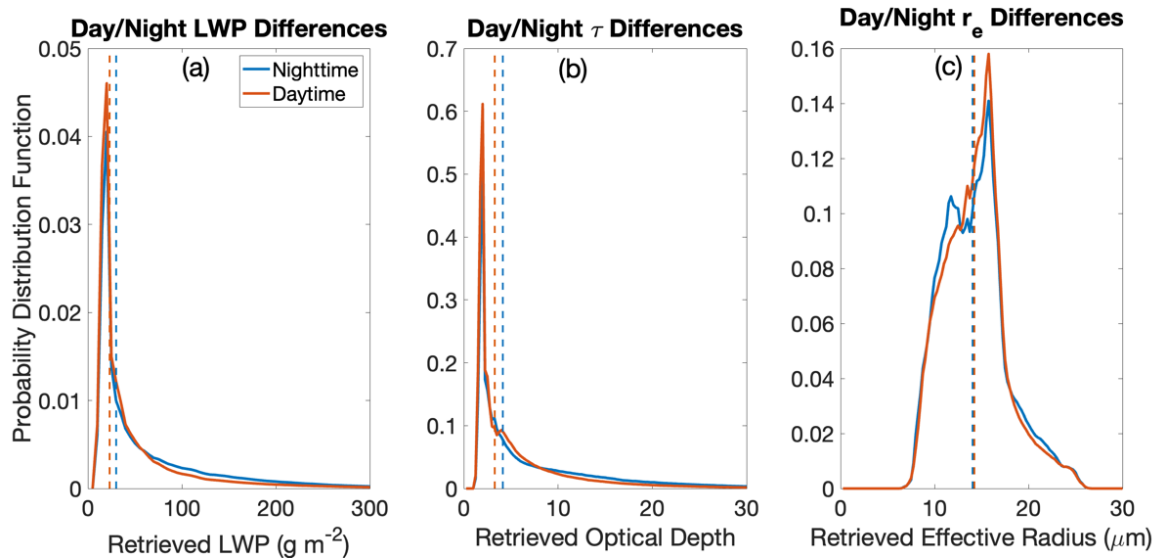 Day/Night LWP Differences
(a)
Nighttime
Daytime
0.05
0.04
0.03
0.02
0.01
0
Probability Distribution Function
0 100 200 300
Retrieved LWP (g m⁻²)
Day/Night τ Differences
(b)
0.7
0.6
0.5
0.4
0.3
0.2
0.1
0
0 10 20 30
Retrieved Optical Depth
Day/Night rₑ Differences
(c)
0.16
0.14
0.12
0.1
0.08
0.06
0.04
0.02
0
0 10 20 30
Retrieved Effective Radius (μm)